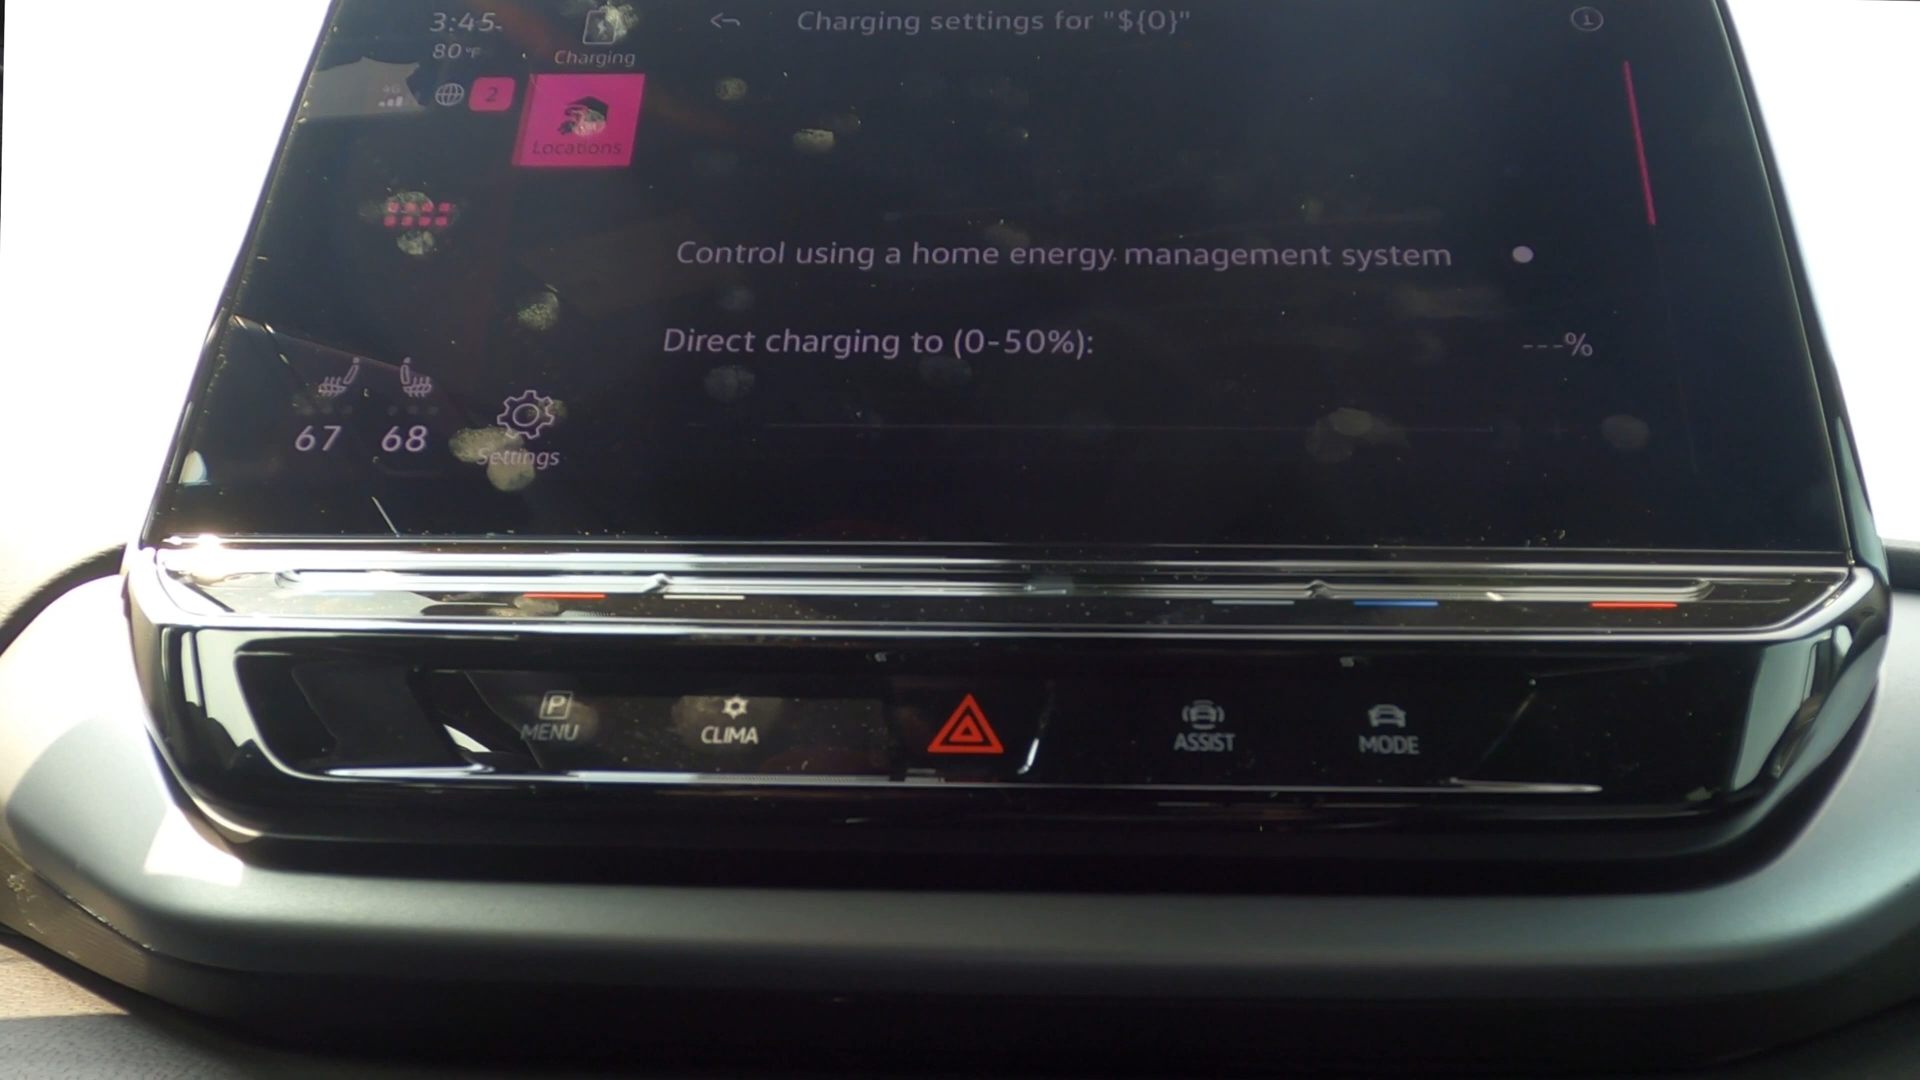 3:45
80°F
Charging
Charging settings for "${0}"
4G
2
Locations
Control using a home energy management system
Direct charging to (0-50%):
---%
67
68
Settings
P
MENU
CLIMA
ASSIST
MODE